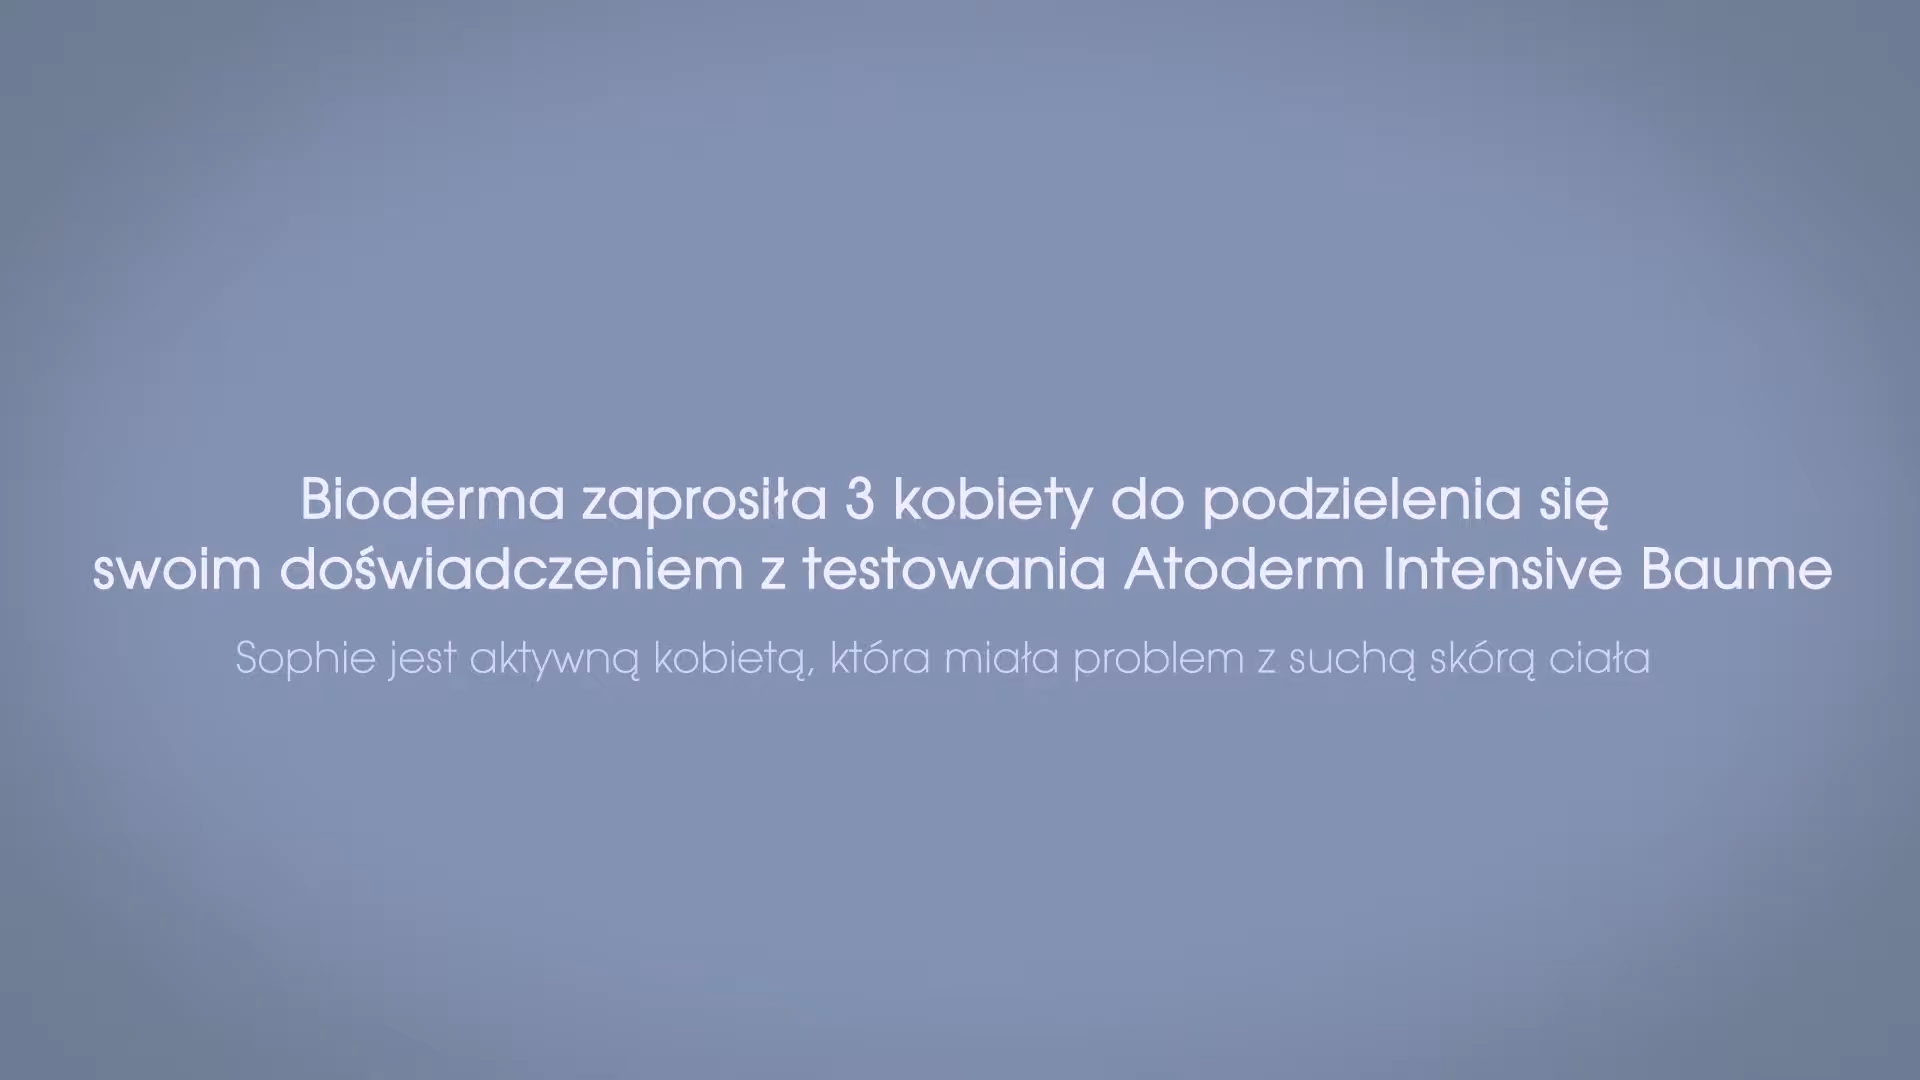 Bioderma zaprosiła 3 kobiety do podzielenia się
swoim doświadczeniem z testowania Atoderm Intensive Baume
Sophie jest aktywną kobietą, która miała problem z suchą skórą ciała